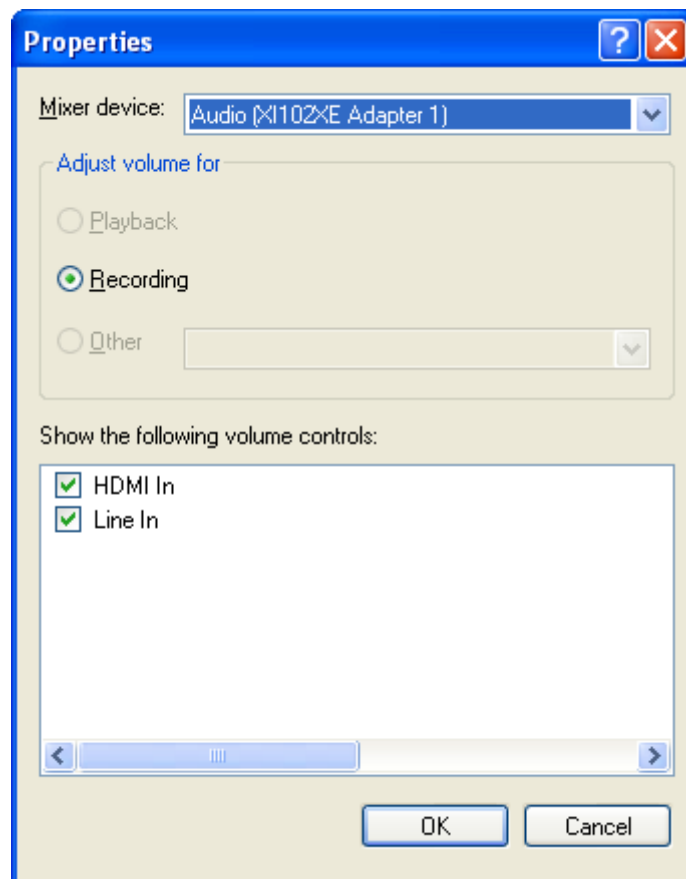 Properties
Mixer device: Audio (XI102XE Adapter 1)
Adjust volume for
Playback
Recording
Other
Show the following volume controls:
HDMI In
Line In
OK Cancel